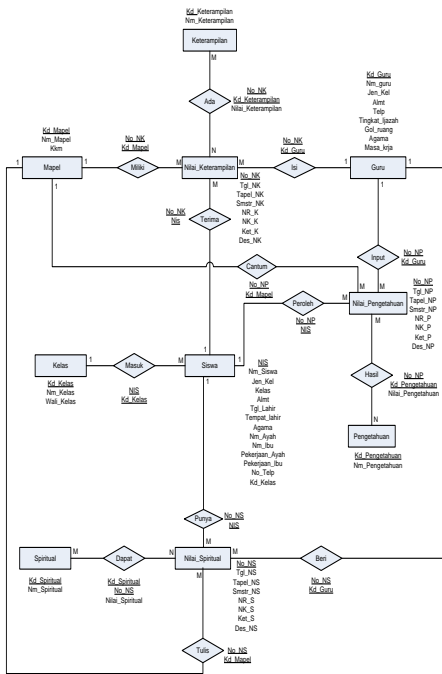 Kd_Keterampilan
Nm_Keterampilan
Keterampilan
M
Ada
No_NK
Kd_Keterampilan
Nilai_Keterampilan
N
Kd_Guru
Nm_guru
Jen_Kel
Almt
Telp
Tingkat_Ijazah
Gol_ruang
Agama
Masa_krja
Kd_Mapel
Nm_Mapel
Kkm
1 Mapel 1
No_NK
Kd_Mapel
Miliki
M Nilai_Keterampilan M
No_NK
Kd_Guru
Isi
1 Guru 1
No_NK
Tgl_NK
Tapel_NK
Smstr_NK
NR_K
NK_K
Ket_K
Des_NK
1
M
1
No_NK
Nis
Terima
Input
No_NP
Kd_Guru
Cantum
No_NP
Kd_Mapel
M
M
Nilai_Pengetahuan
No_NP
Tgl_NP
Tapel_NP
Smstr_NP
NR_P
NK_P
Ket_P
Des_NP
Peroleh
M
No_NP
NIS
M
Hasil
No_NP
Kd_Pengetahuan
Nilai_Pengetahuan
N
Pengetahuan
Kd_Pengetahuan
Nm_Pengetahuan
Kelas
1
Kd_Kelas
Nm_Kelas
Wali_Kelas
Masuk
NIS
Kd_Kelas
M
1
Siswa
1
1
NIS
Nm_Siswa
Jen_Kel
Kelas
Almt
Tgl_Lahir
Tempat_lahir
Agama
Nm_Ayah
Nm_Ibu
Pekerjaan_Ayah
Pekerjaan_Ibu
No_Telp
Kd_Kelas
Punya
No_NS
NIS
M
Spiritual
M
Kd_Spiritual
Nm_Spiritual
Dapat
Kd_Spiritual
No_NS
Nilai_Spiritual
N
Nilai_Spiritual
M
No_NS
Tgl_NS
Tapel_NS
Smstr_NS
NR_S
NK_S
Ket_S
Des_NS
Beri
No_NS
Kd_Guru
M
Tulis
No_NS
Kd_Mapel